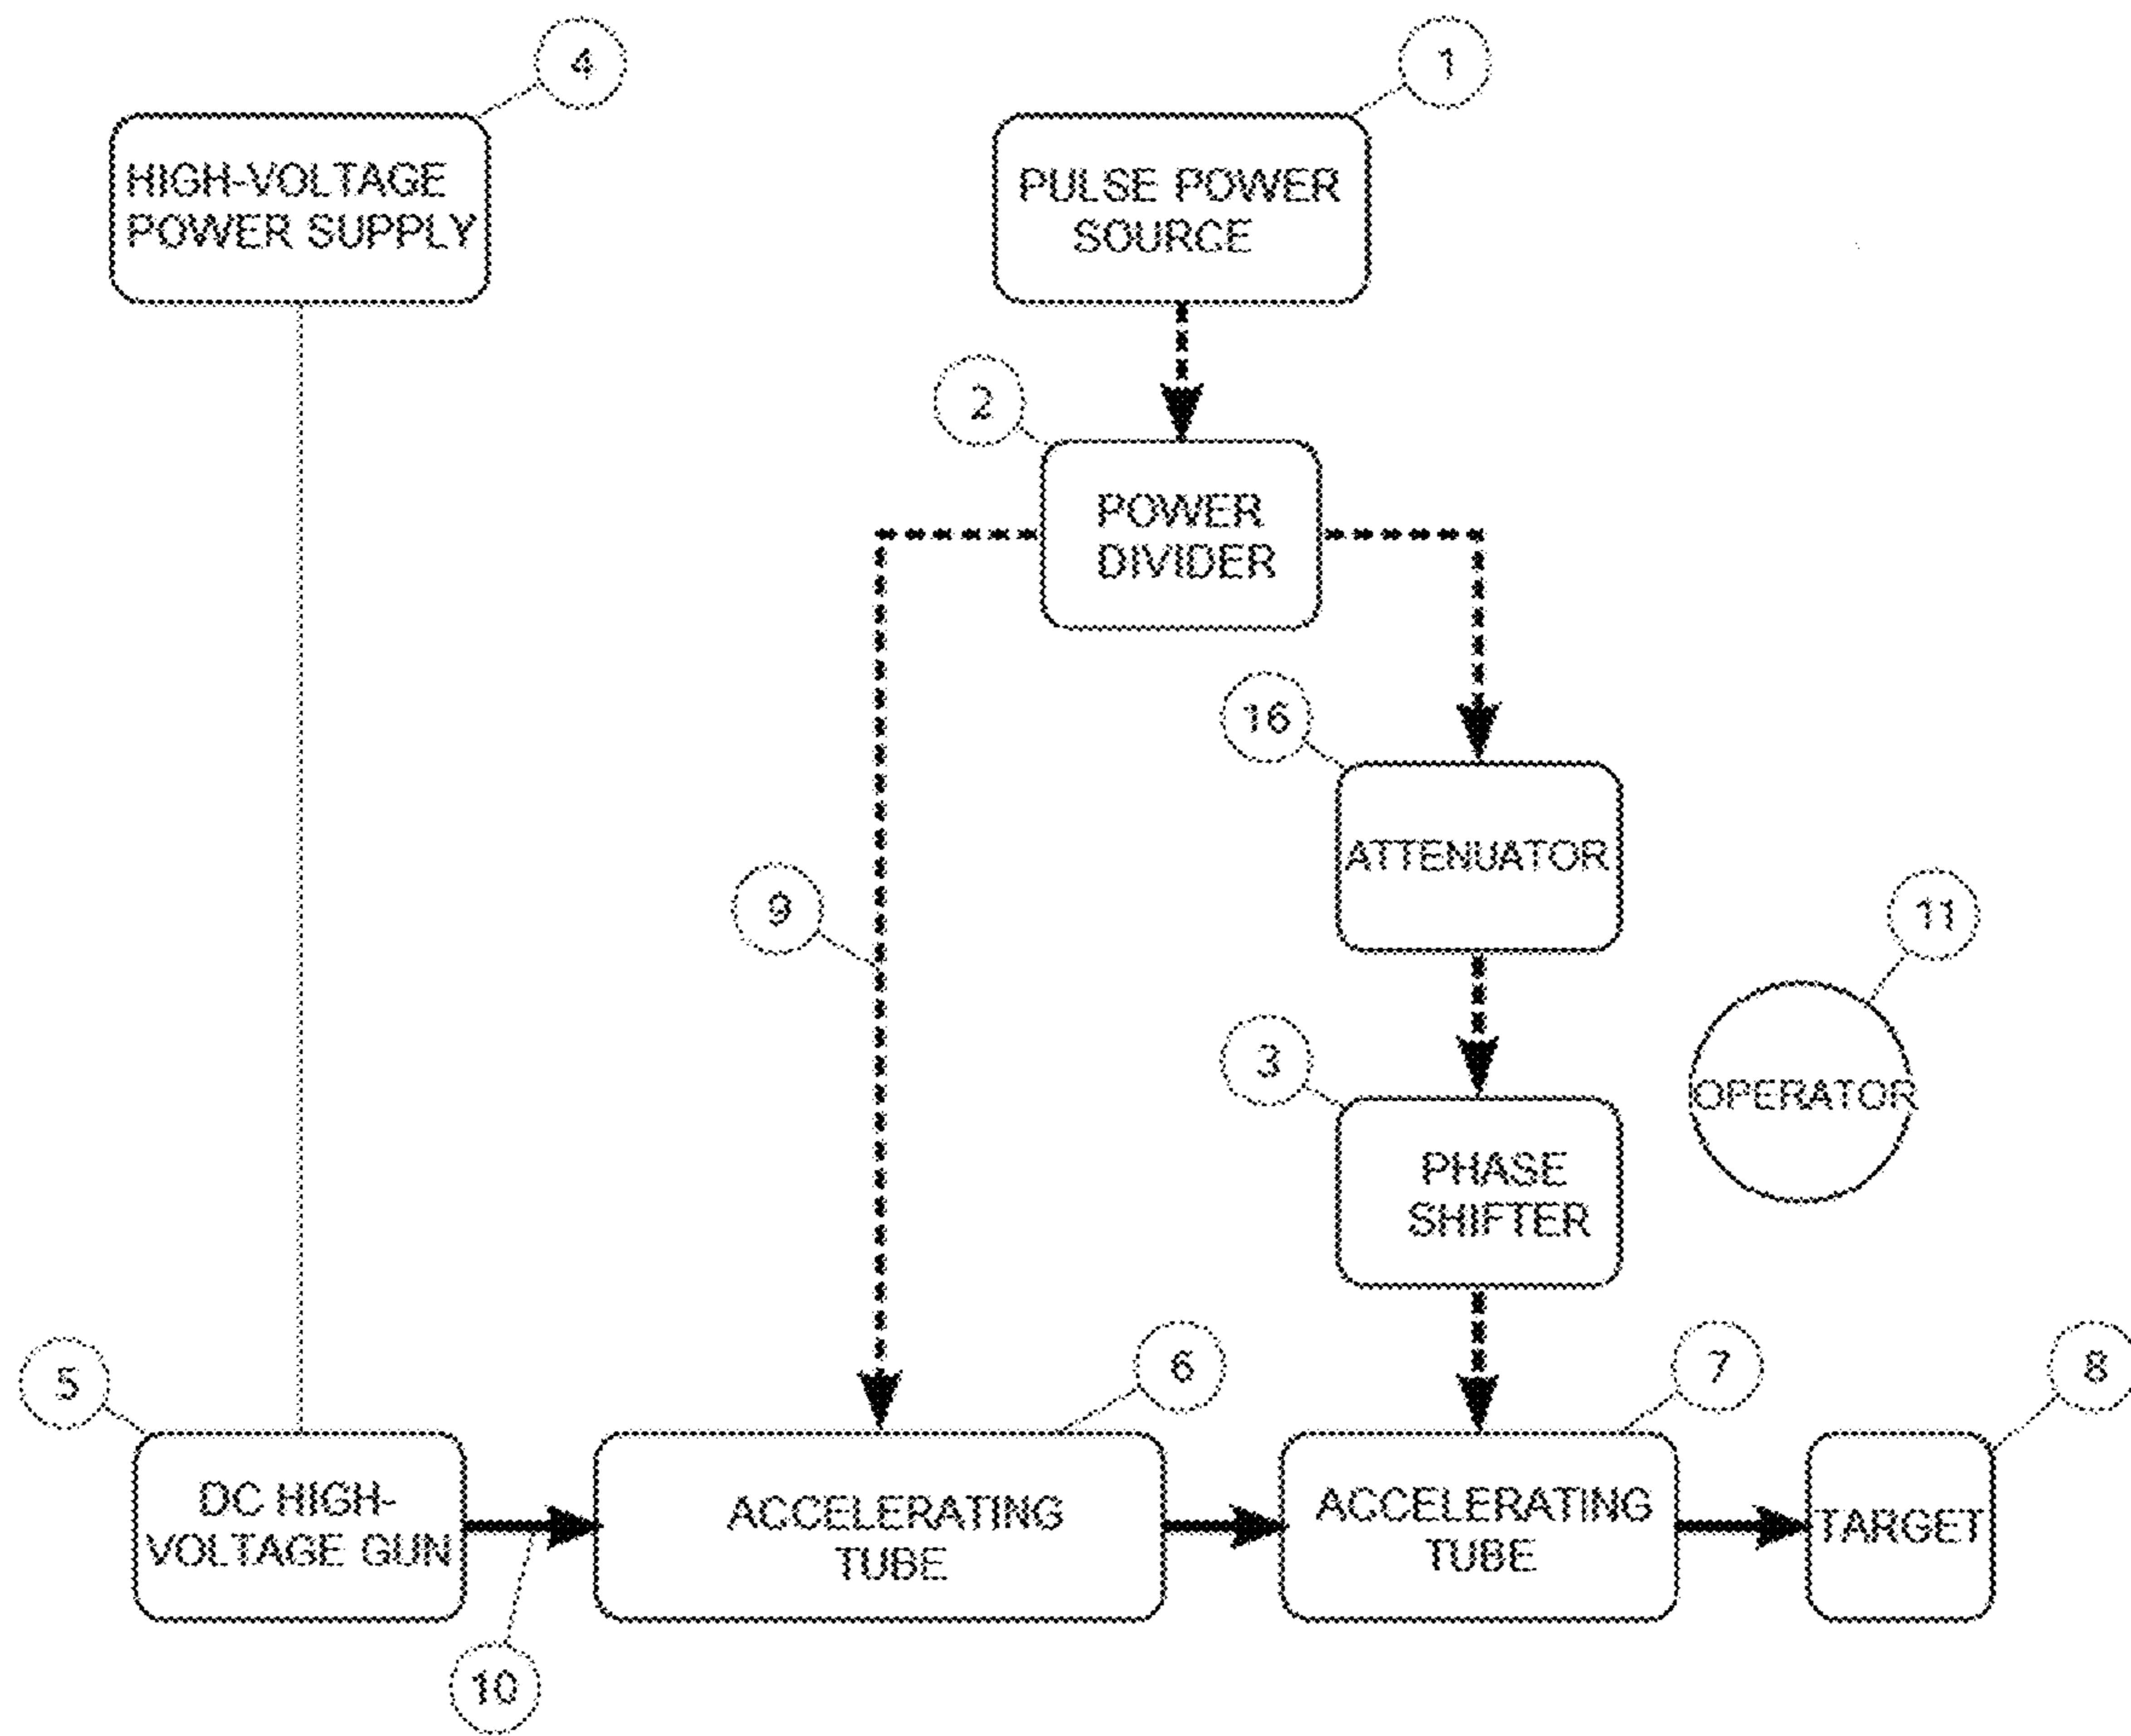 4
1
HIGH-VOLTAGE
POWER SUPPLY
PULSE POWER
SOURCE
2
POWER
DIVIDER
16
ATTENUATOR
9
11
3
OPERATOR
PHASE
SHIFTER
5
6
7
8
DC HIGH-
VOLTAGE GUN
ACCELERATING
TUBE
ACCELERATING
TUBE
TARGET
10